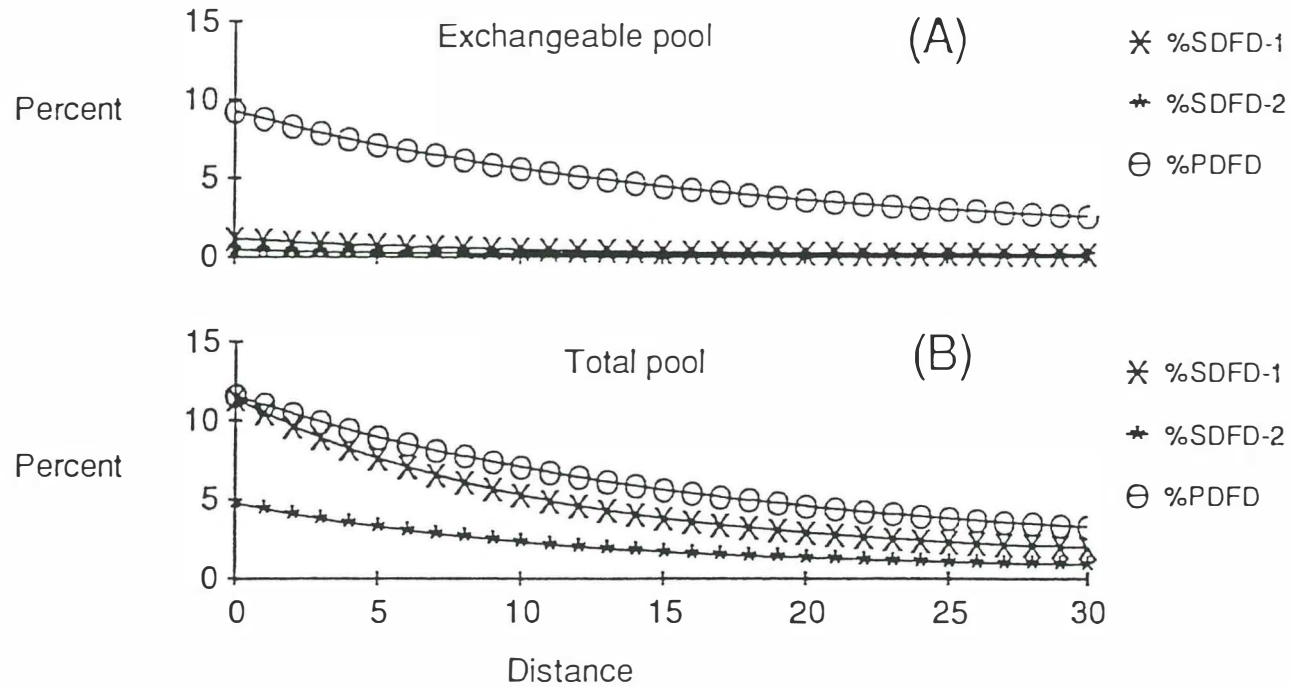 15
Exchangeable pool
(A)
%SDFD-1
Percent
10
%SDFD-2
5
%PDFD
0
15
Total pool
(B)
%SDFD-1
10
%SDFD-2
Percent
5
%PDFD
0
0 5 10 15 20 25 30
Distance